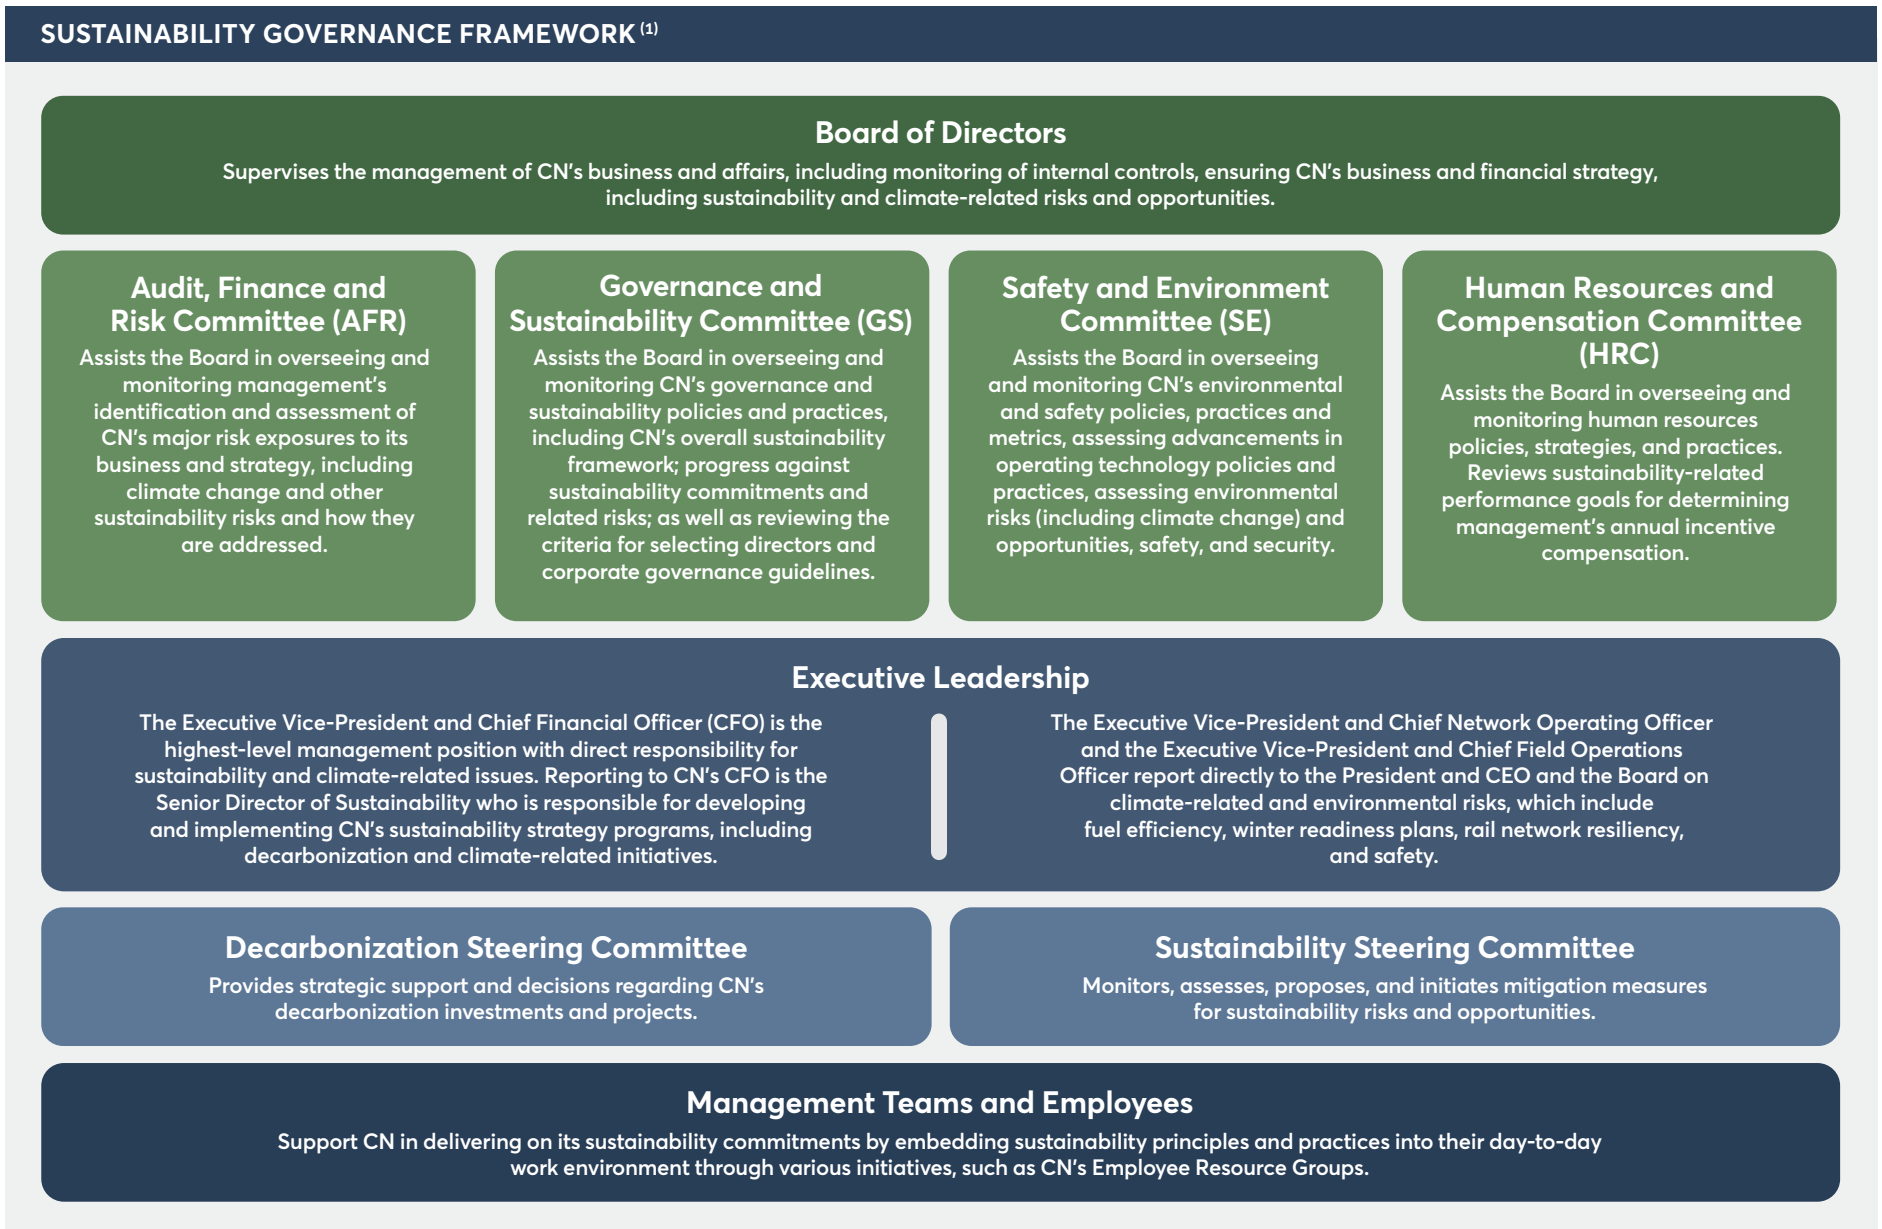 SUSTAINABILITY GOVERNANCE FRAMEWORK (1)
Board of Directors
Supervises the management of CN's business and affairs, including monitoring of internal controls, ensuring CN's business and financial strategy,
including sustainability and climate-related risks and opportunities.
Audit, Finance and
Risk Committee (AFR)
Assists the Board in overseeing and
monitoring management's
identification and assessment of
CN's major risk exposures to its
business and strategy, including
climate change and other
sustainability risks and how they
are addressed.
Governance and
Sustainability Committee (GS)
Assists the Board in overseeing and
monitoring CN's governance and
sustainability policies and practices,
including CN's overall sustainability
framework; progress against
sustainability commitments and
related risks; as well as reviewing the
criteria for selecting directors and
corporate governance guidelines.
Safety and Environment
Committee (SE)
Assists the Board in overseeing
and monitoring CN's environmental
and safety policies, practices and
metrics, assessing advancements in
operating technology policies and
practices, assessing environmental
risks (including climate change) and
opportunities, safety, and security.
Human Resources and
Compensation Committee
(HRC)
Assists the Board in overseeing and
monitoring human resources
policies, strategies, and practices.
Reviews sustainability-related
performance goals for determining
management's annual incentive
compensation.
Executive Leadership
The Executive Vice-President and Chief Financial Officer (CFO) is the
highest-level management position with direct responsibility for
sustainability and climate-related issues. Reporting to CN's CFO is the
Senior Director of Sustainability who is responsible for developing
and implementing CN's sustainability strategy programs, including
decarbonization and climate-related initiatives.
The Executive Vice-President and Chief Network Operating Officer
and the Executive Vice-President and Chief Field Operations
Officer report directly to the President and CEO and the Board on
climate-related and environmental risks, which include
fuel efficiency, winter readiness plans, rail network resiliency,
and safety.
Decarbonization Steering Committee
Provides strategic support and decisions regarding CN's
decarbonization investments and projects.
Sustainability Steering Committee
Monitors, assesses, proposes, and initiates mitigation measures
for sustainability risks and opportunities.
Management Teams and Employees
Support CN in delivering on its sustainability commitments by embedding sustainability principles and practices into their day-to-day
work environment through various initiatives, such as CN's Employee Resource Groups.